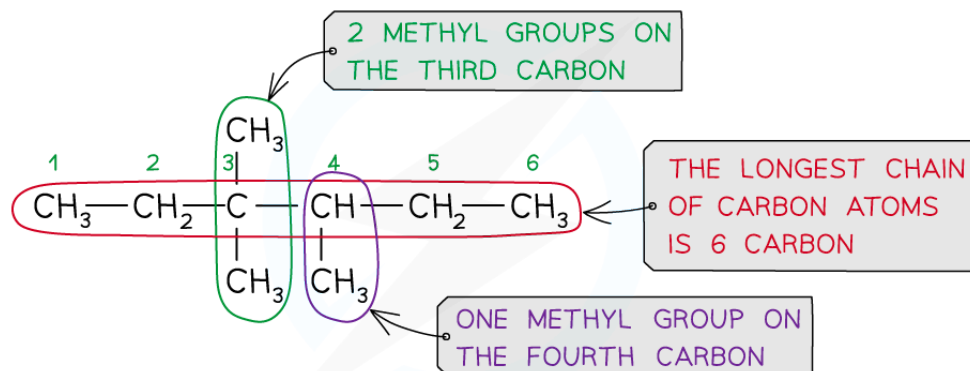 2 METHYL GROUPS ON
THE THIRD CARBON
CH₃
1 2 3 4 5 6
CH₃—CH₂—C—CH—CH₂—CH₃
CH₃ CH₃
THE LONGEST CHAIN
OF CARBON ATOMS
IS 6 CARBON
ONE METHYL GROUP ON
THE FOURTH CARBON